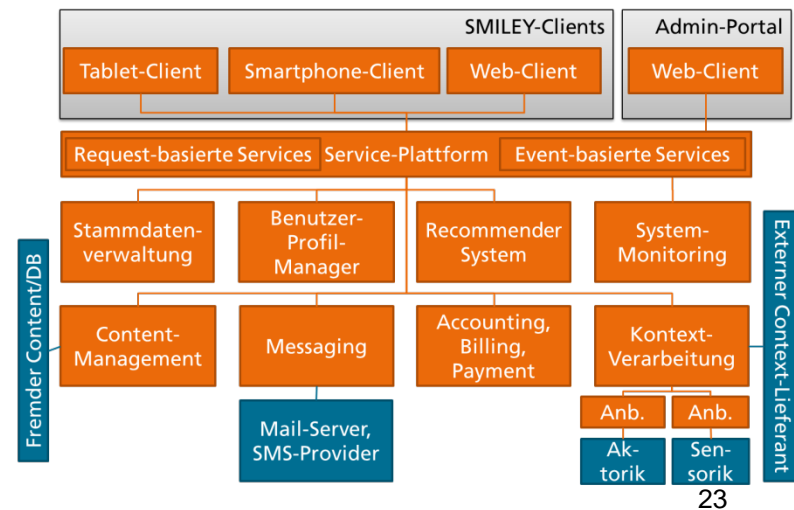 SMILEY-Clients
Admin-Portal
Tablet-Client
Smartphone-Client
Web-Client
Web-Client
Request-basierte Services
Service-Plattform
Event-basierte Services
Stammdaten-
verwaltung
Benutzer-
Profil-
Manager
Recommender
System
System-
Monitoring
Fremder Content/DB
Content-
Management
Messaging
Accounting,
Billing,
Payment
Kontext-
Verarbeitung
Externer Context-Lieferant
Mail-Server,
SMS-Provider
Anb.
Anb.
Ak-
torik
Sen-
sorik
23